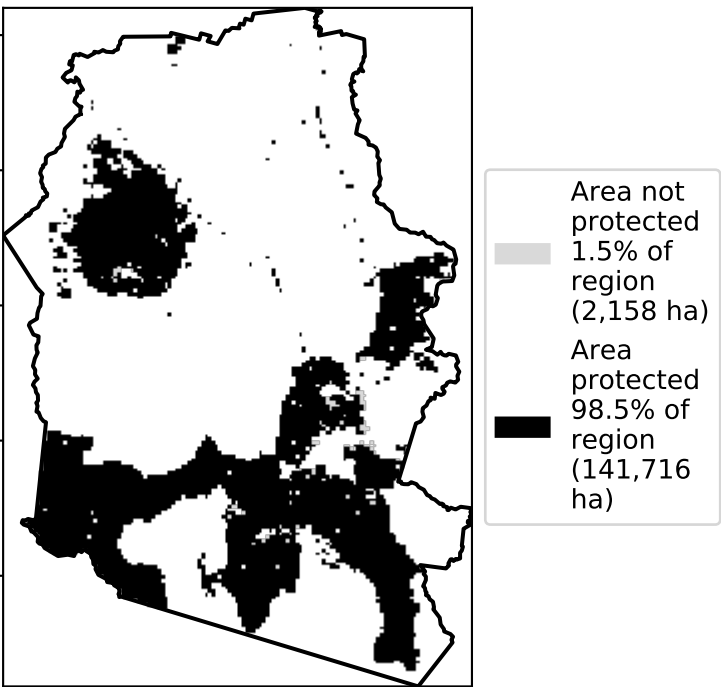 Area not
protected
1.5% of
region
(2,158 ha)
Area
protected
98.5% of
region
(141,716
ha)